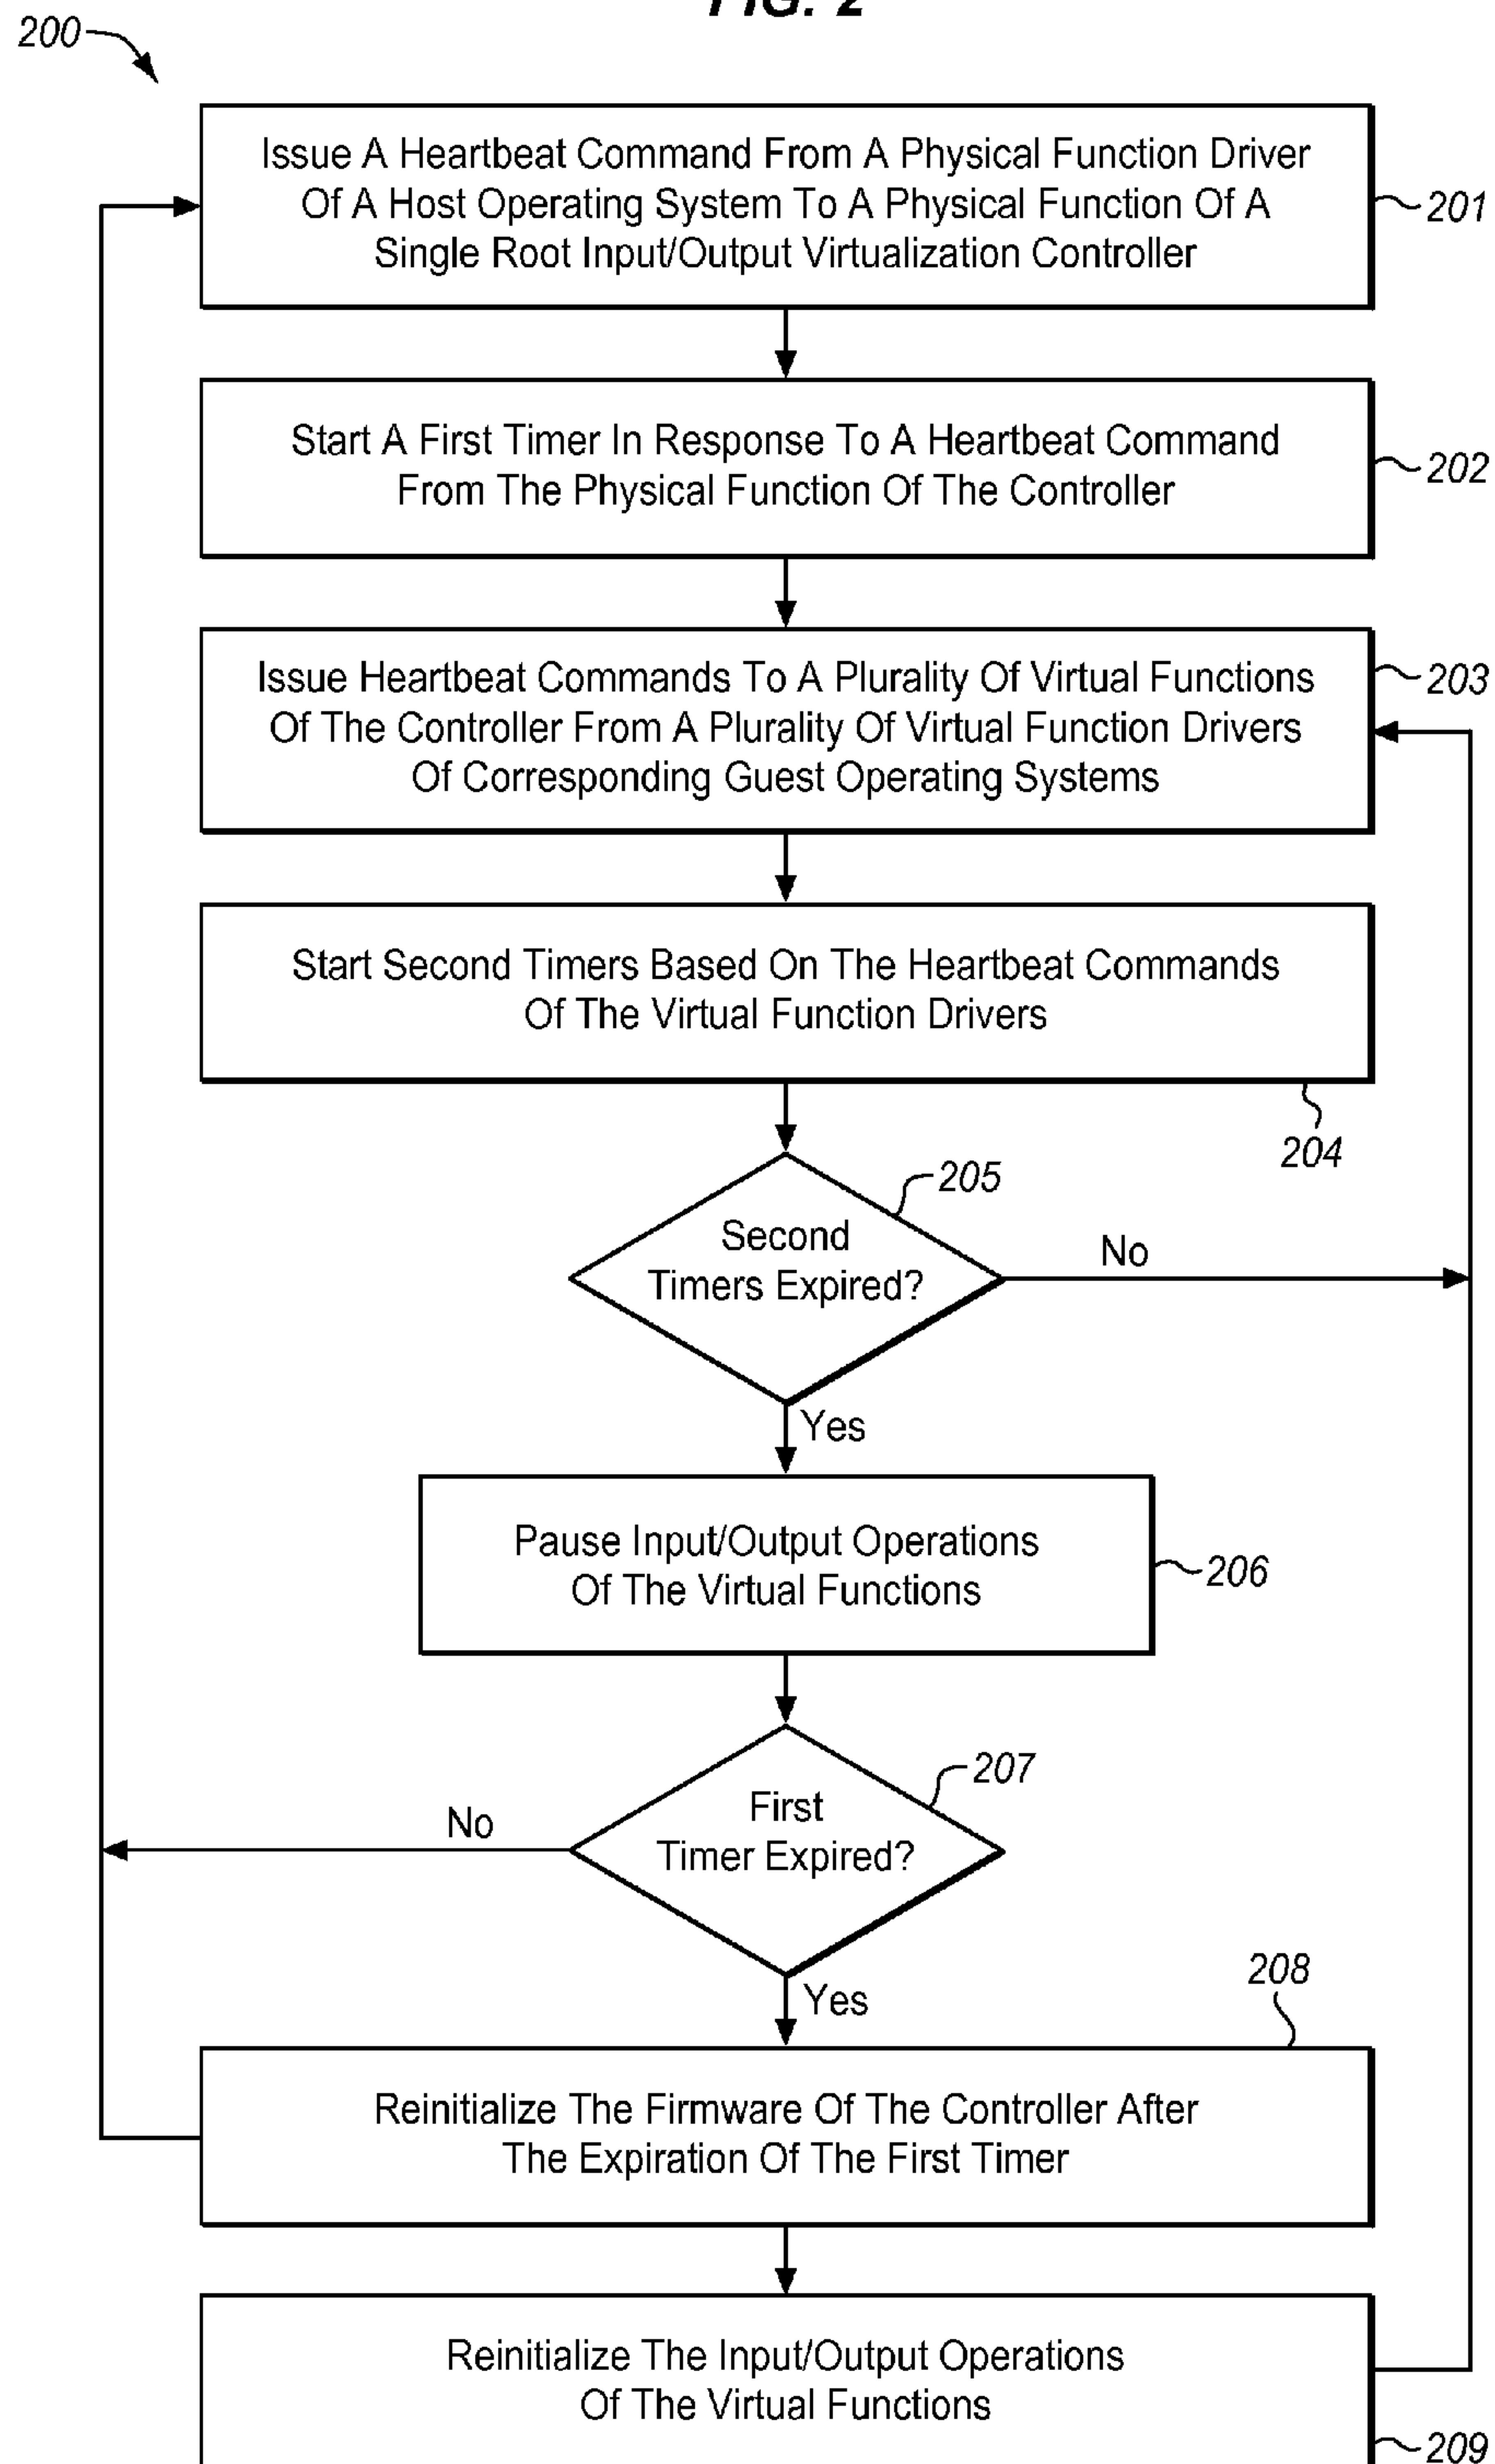 FIG. 2
200
Issue A Heartbeat Command From A Physical Function Driver
Of A Host Operating System To A Physical Function Of A
Single Root Input/Output Virtualization Controller
201
Start A First Timer In Response To A Heartbeat Command
From The Physical Function Of The Controller
202
Issue Heartbeat Commands To A Plurality Of Virtual Functions
Of The Controller From A Plurality Of Virtual Function Drivers
Of Corresponding Guest Operating Systems
203
Start Second Timers Based On The Heartbeat Commands
Of The Virtual Function Drivers
204
205
Second
Timers Expired?
No
Yes
Pause Input/Output Operations
Of The Virtual Functions
206
207
First
Timer Expired?
No
Yes
208
Reinitialize The Firmware Of The Controller After
The Expiration Of The First Timer
Reinitialize The Input/Output Operations
Of The Virtual Functions
209